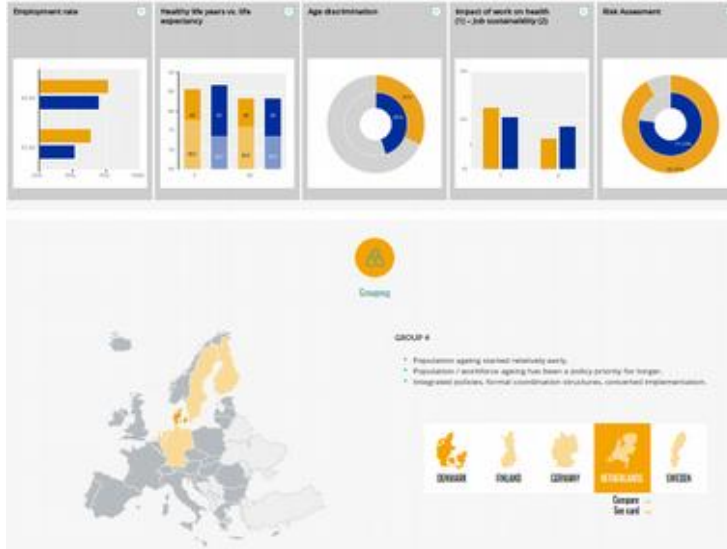 Employment rate
Healthy life years vs. life
expectancy
Age discrimination
Impact of work on health
(1) – Job sustainability (2)
Risk Assessment
Grouping
GROUP 4
Population ageing started relatively early.
Population / workforce ageing has been a policy priority for longer.
Integrated policies, formal coordination structures, concerted implementation.
DENMARK
FINLAND
GERMANY
NETHERLANDS
SWEDEN
Compare
See card